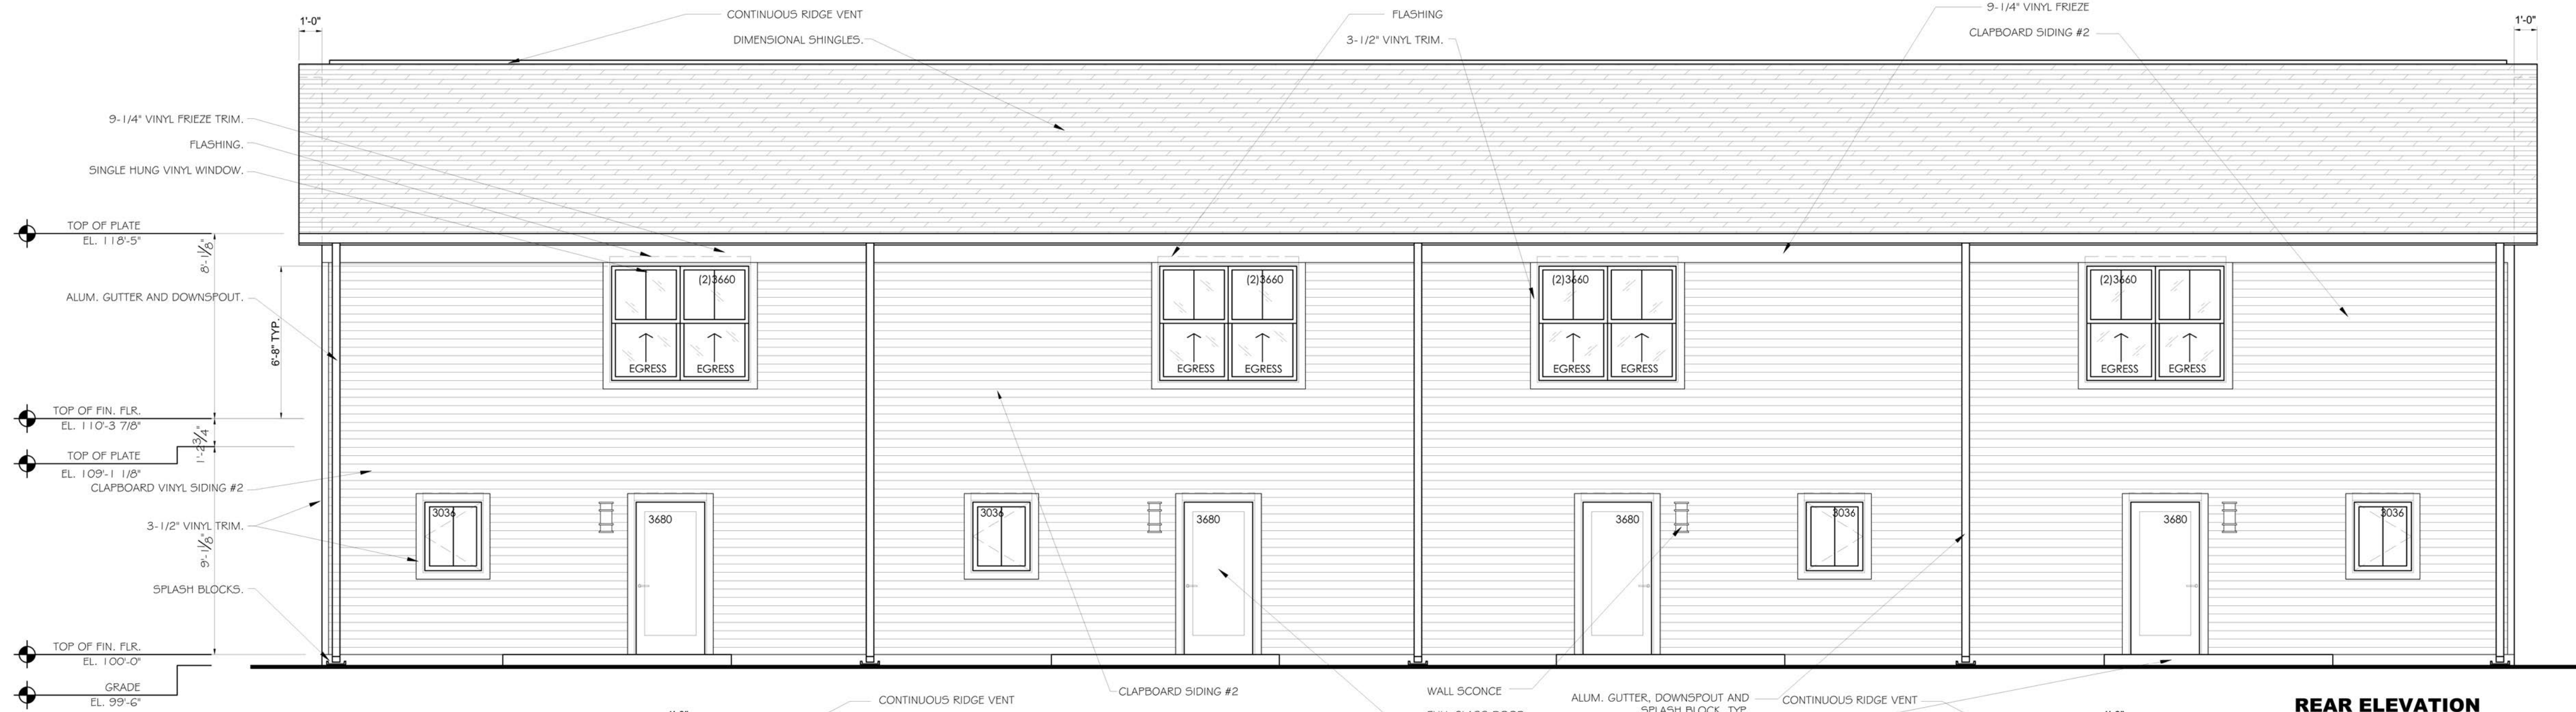 CONTINUOUS RIDGE VENT
FLASHING
9-1/4" VINYL FRIEZE
1'-0"
1'-0"
DIMENSIONAL SHINGLES.
3-1/2" VINYL TRIM.
CLAPBOARD SIDING #2
9-1/4" VINYL FRIEZE TRIM.
FLASHING.
SINGLE HUNG VINYL WINDOW.
TOP OF PLATE
EL. 118'-5"
8'-1/8"
ALUM. GUTTER AND DOWNSPOUT.
6'-8" TYP.
(2)3660
(2)3660
(2)3660
(2)3660
EGRESS
EGRESS
EGRESS
EGRESS
EGRESS
EGRESS
EGRESS
EGRESS
TOP OF FIN. FLR.
EL. 110'-3 7/8"
1'-2 3/4"
TOP OF PLATE
EL. 109'-1 1/8"
CLAPBOARD VINYL SIDING #2
3-1/2" VINYL TRIM.
9'-1/8"
3036
3680
3036
3680
3680
3036
3680
3036
SPLASH BLOCKS.
TOP OF FIN. FLR.
EL. 100'-0"
GRADE
EL. 99'-6"
CONTINUOUS RIDGE VENT
CLAPBOARD SIDING #2
WALL SCONCE
ALUM. GUTTER, DOWNSPOUT AND
SPLASH BLOCK, TYP.
CONTINUOUS RIDGE VENT
REAR ELEVATION